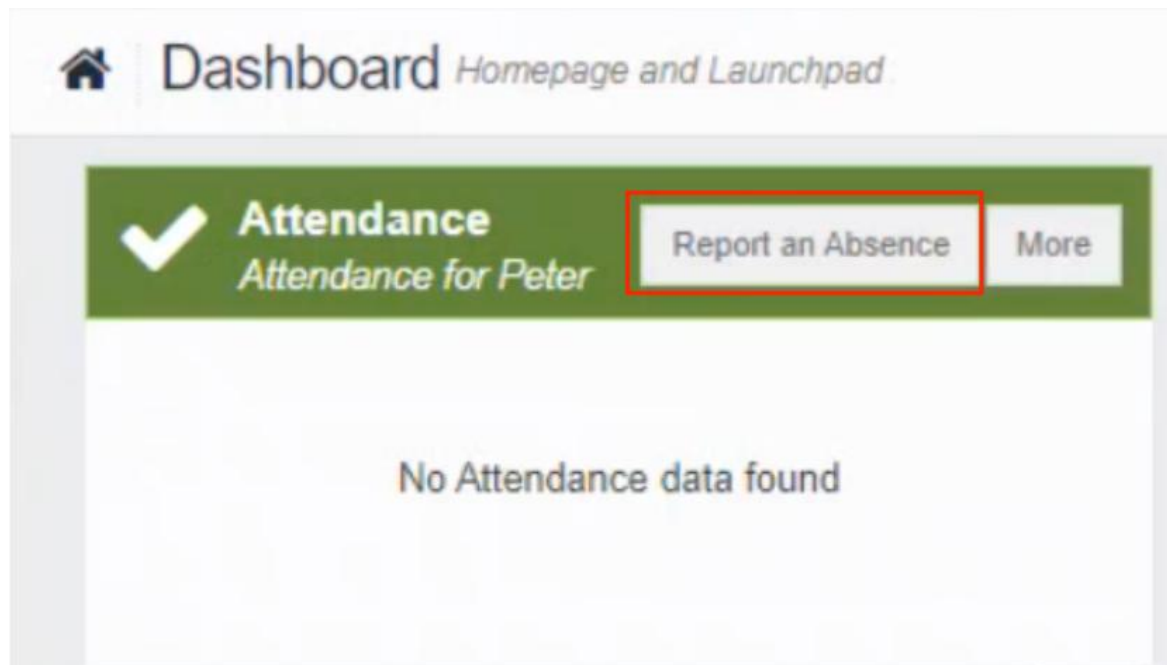 Dashboard Homepage and Launchpad
Attendance
Attendance for Peter
Report an Absence
More
No Attendance data found